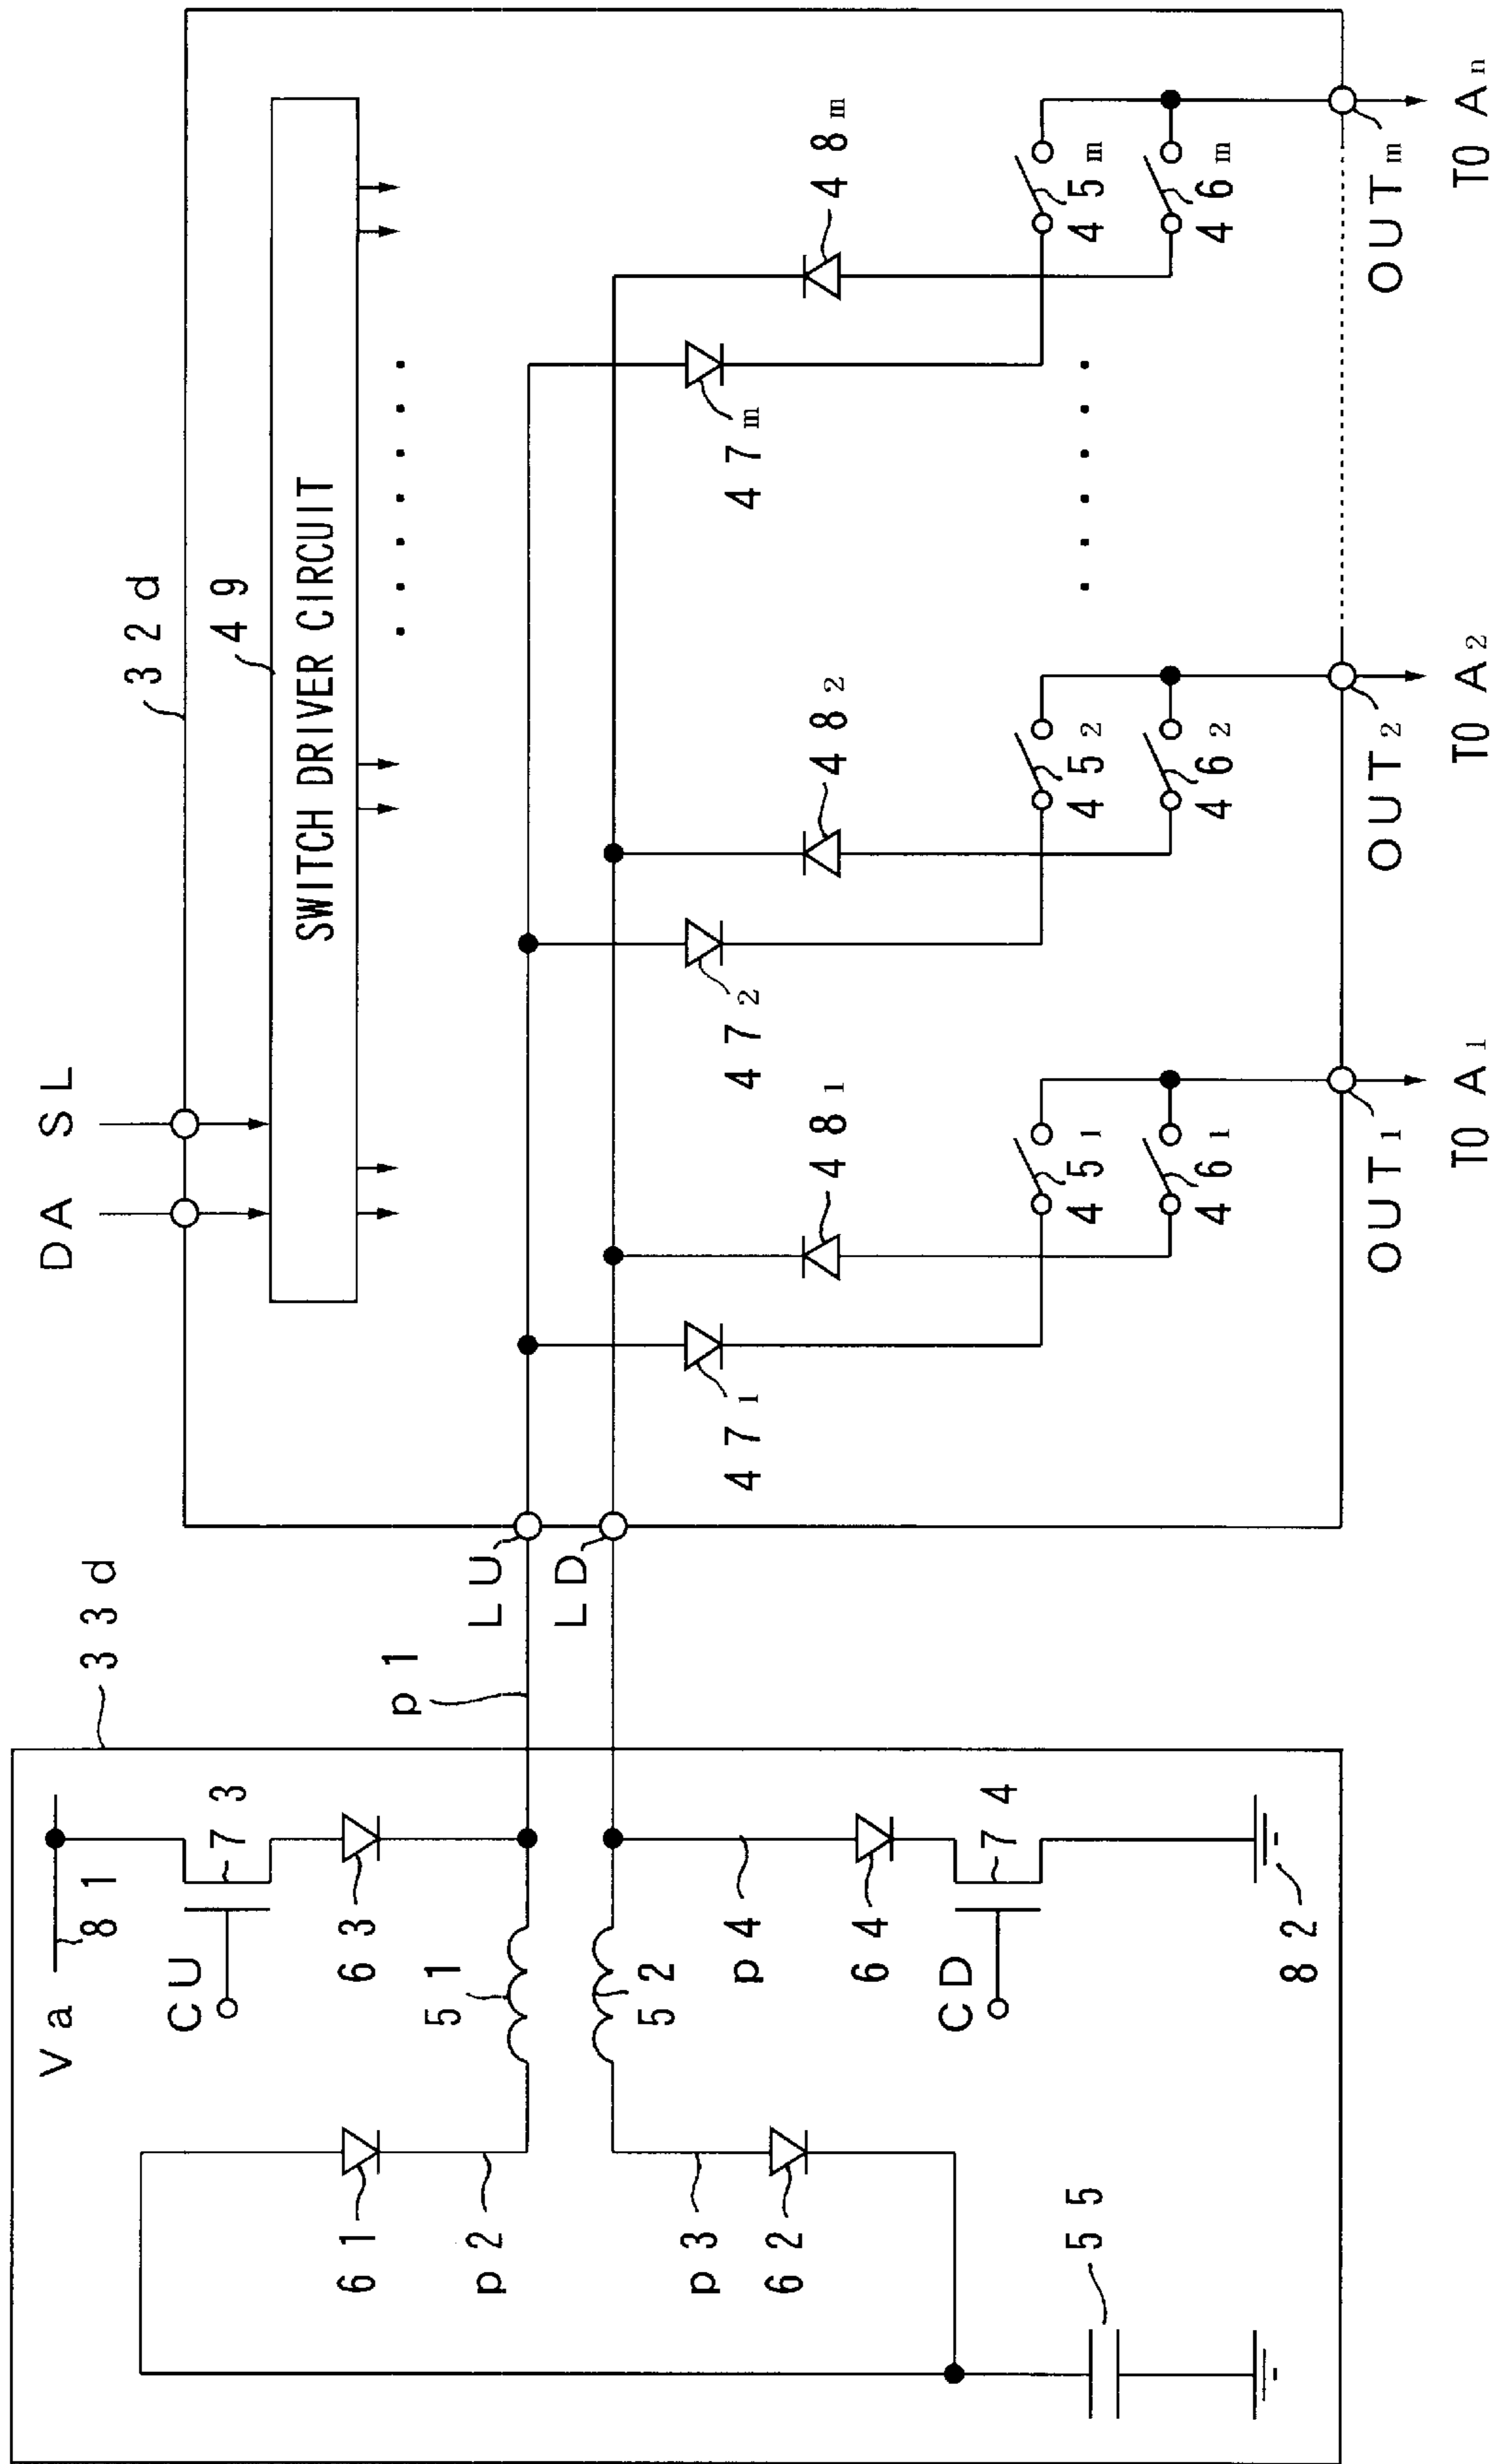 DA SL
32d
49
SWITCH DRIVER CIRCUIT
33d
Va
81
CU
73
63
61
p2
51
p1
LU
LD
52
p3
62
p4
64
CD
74
82
55
47₁
48₁
45₁
46₁
47₂
48₂
45₂
46₂
47m
48m
45m
46m
OUT₁
OUT₂
OUTm
TO A₁
TO A₂
TO An